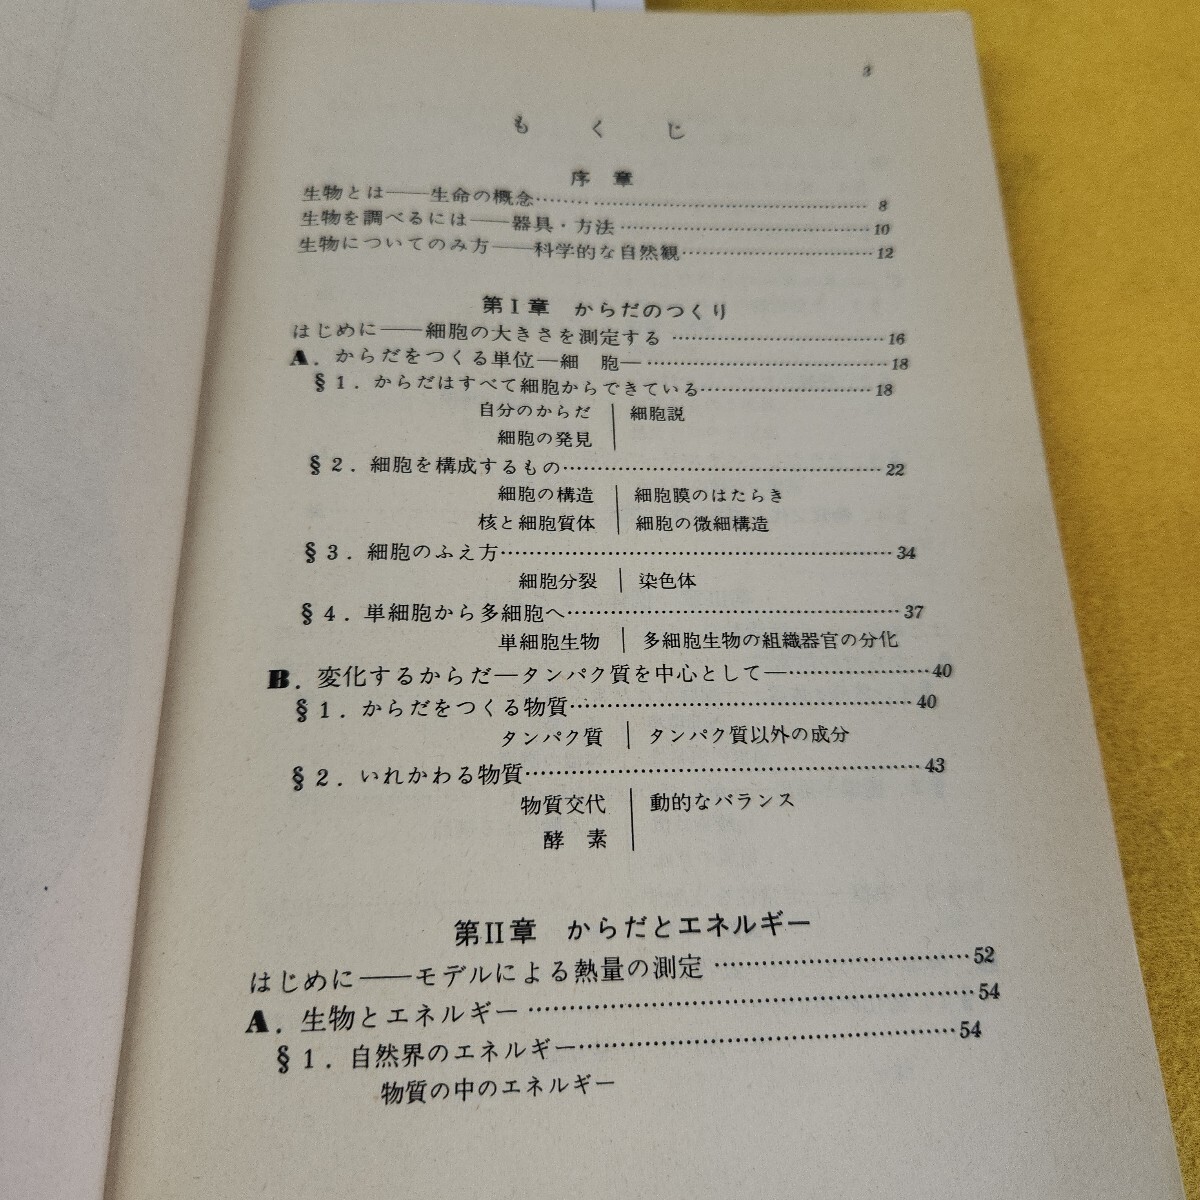 3
もくじ
序章
生物とは——生命の概念……………………………8
生物を調べるには——器具・方法……………………………10
生物についてのみ方——科学的な自然観……………………………12
第I章 からだのつくり
はじめに——細胞の大きさを測定する……………………………16
A. からだをつくる単位—細 胞—……………………………18
§1. からだはすべて細胞からできている……………………………18
自分のからだ | 細胞説
細胞の発見 |
§2. 細胞を構成するもの……………………………22
細胞の構造 | 細胞膜のはたらき
核と細胞質体 | 細胞の微細構造
§3. 細胞のふえ方……………………………34
細胞分裂 | 染色体
§4. 単細胞から多細胞へ……………………………37
単細胞生物 | 多細胞生物の組織器官の分化
B. 変化するからだ—タンパク質を中心として—……………………………40
§1. からだをつくる物質……………………………40
タンパク質 | タンパク質以外の成分
§2. いれかわる物質……………………………43
物質交代 | 動的なバランス
酵 素 |
第II章 からだとエネルギー
はじめに——モデルによる熱量の測定……………………………52
A. 生物とエネルギー……………………………54
§1. 自然界のエネルギー……………………………54
物質の中のエネルギー